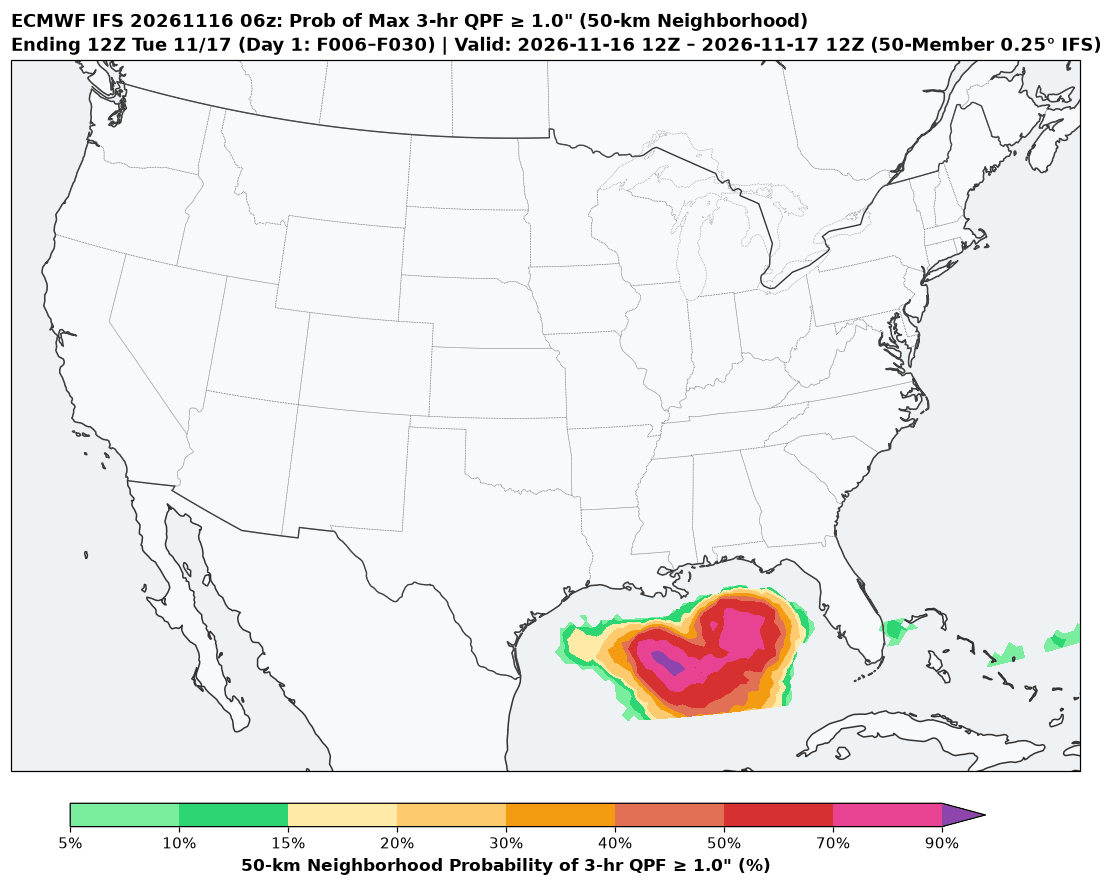 ECMWF IFS 20261116 06z: Prob of Max 3-hr QPF ≥ 1.0" (50-km Neighborhood)
Ending 12Z Tue 11/17 (Day 1: F006–F030) | Valid: 2026-11-16 12Z – 2026-11-17 12Z (50-Member 0.25° IFS)
5% 10% 15% 20% 30% 40% 50% 70% 90%
50-km Neighborhood Probability of 3-hr QPF ≥ 1.0" (%)